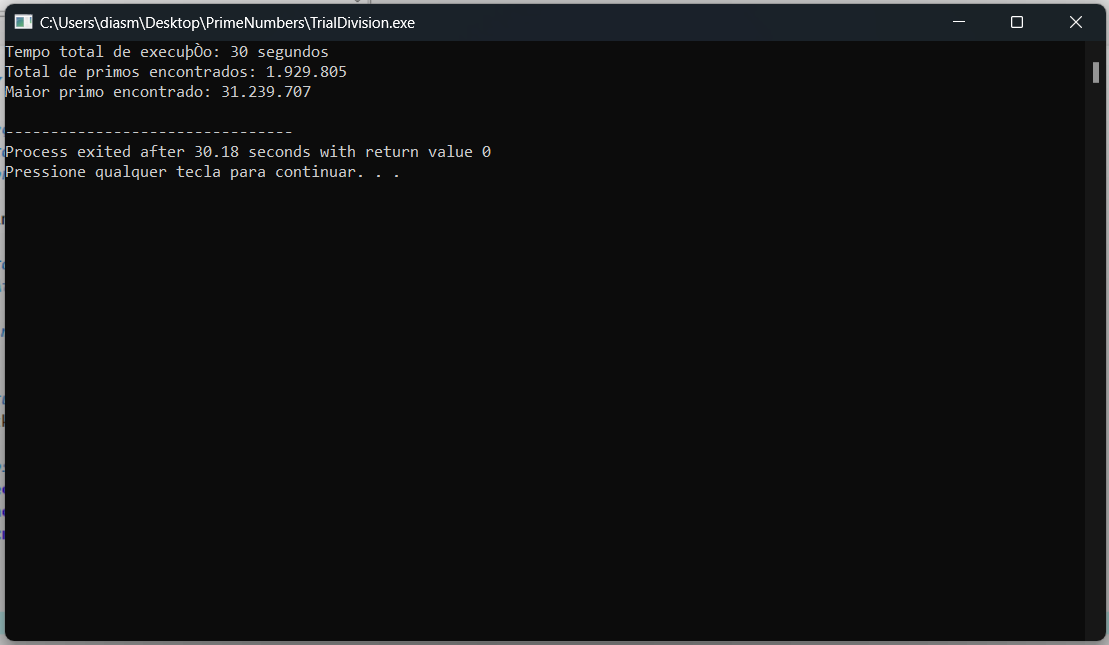 C:\Users\diasm\Desktop\PrimeNumbers\TrialDivision.exe
Tempo total de execuþÒo: 30 segundos
Total de primos encontrados: 1.929.805
Maior primo encontrado: 31.239.707
--------------------------------
Process exited after 30.18 seconds with return value 0
Pressione qualquer tecla para continuar. . .